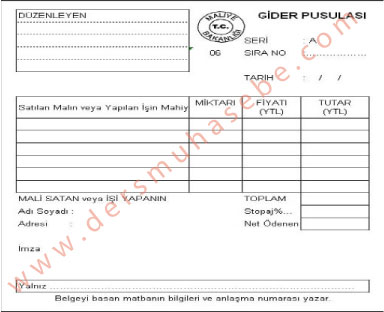 DÜZENLEYEN
MALİYE
T.C.
BAKANLIĞI
GİDER PUSULASI
SERİ : A
06 SIRA NO ....................
TARİH : / /
Satılan Malın veya Yapılan İşin Mahiy MİKTARI FİYATI (YTL) TUTAR (YTL)
MALİ SATAN veya İŞİ YAPANIN TOPLAM
Adı Soyadı : Stopaj%...
Adresi : Net Ödenen
İmza
Yalnız
Belgeyi basan matbanın bilgileri ve anlaşma numarası yazar.
www.dersmuhasebe.com